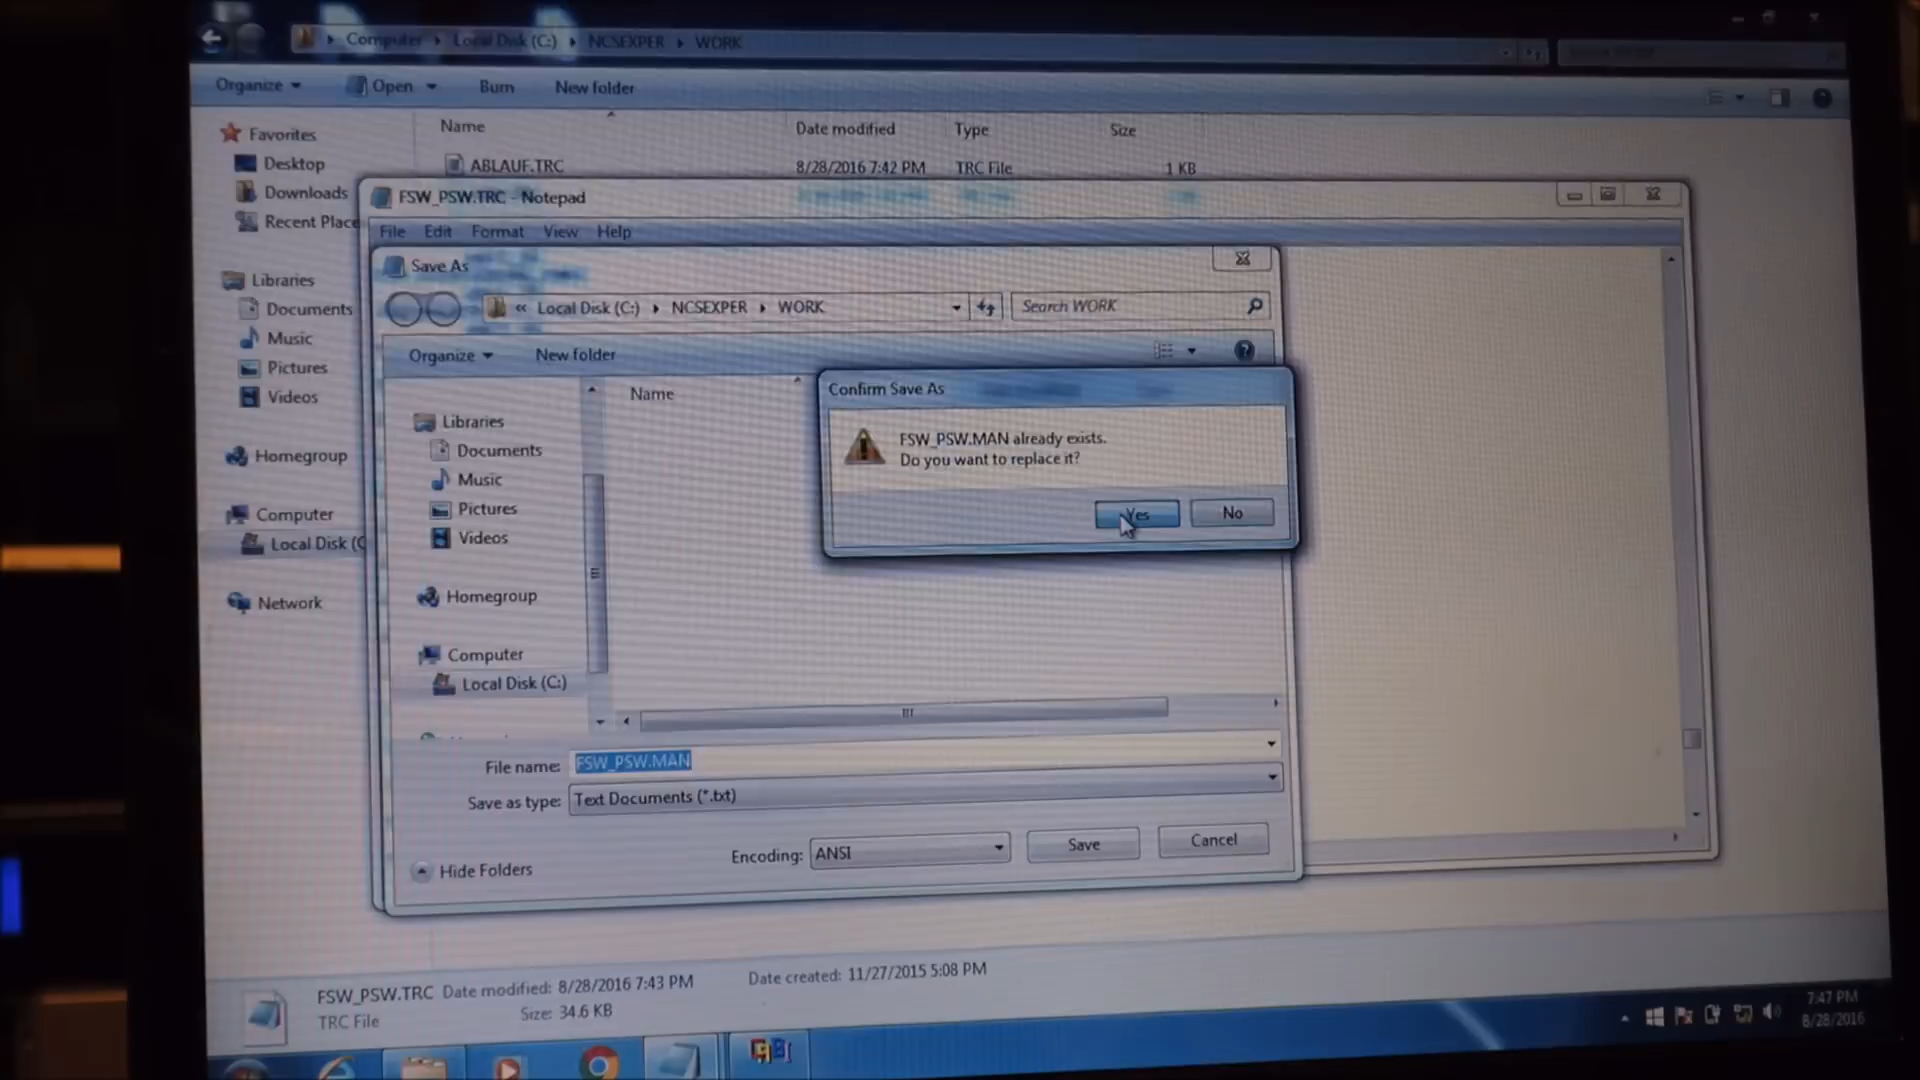 Computer ▸ Local Disk (C:) ▸ NCSEXPER ▸ WORK
Organize Open Burn New folder
Name Date modified Type Size
ABLAUF.TRC 8/28/2016 7:42 PM TRC File 1 KB
Favorites
Desktop
Downloads
Recent Place
Libraries
Documents
Music
Pictures
Videos
Homegroup
Computer
Local Disk (C
Network
FSW_PSW.TRC - Notepad
File Edit Format View Help
Save As
« Local Disk (C:) ▸ NCSEXPER ▸ WORK
Search WORK
Organize New folder
Name
Libraries
Documents
Music
Pictures
Videos
Homegroup
Computer
Local Disk (C:)
Confirm Save As
FSW_PSW.MAN already exists.
Do you want to replace it?
Yes No
File name: FSW_PSW.MAN
Save as type: Text Documents (*.txt)
Hide Folders
Encoding: ANSI
Save Cancel
FSW_PSW.TRC Date modified: 8/28/2016 7:43 PM Date created: 11/27/2015 5:08 PM
TRC File Size: 34.6 KB
7:47 PM
8/28/2016